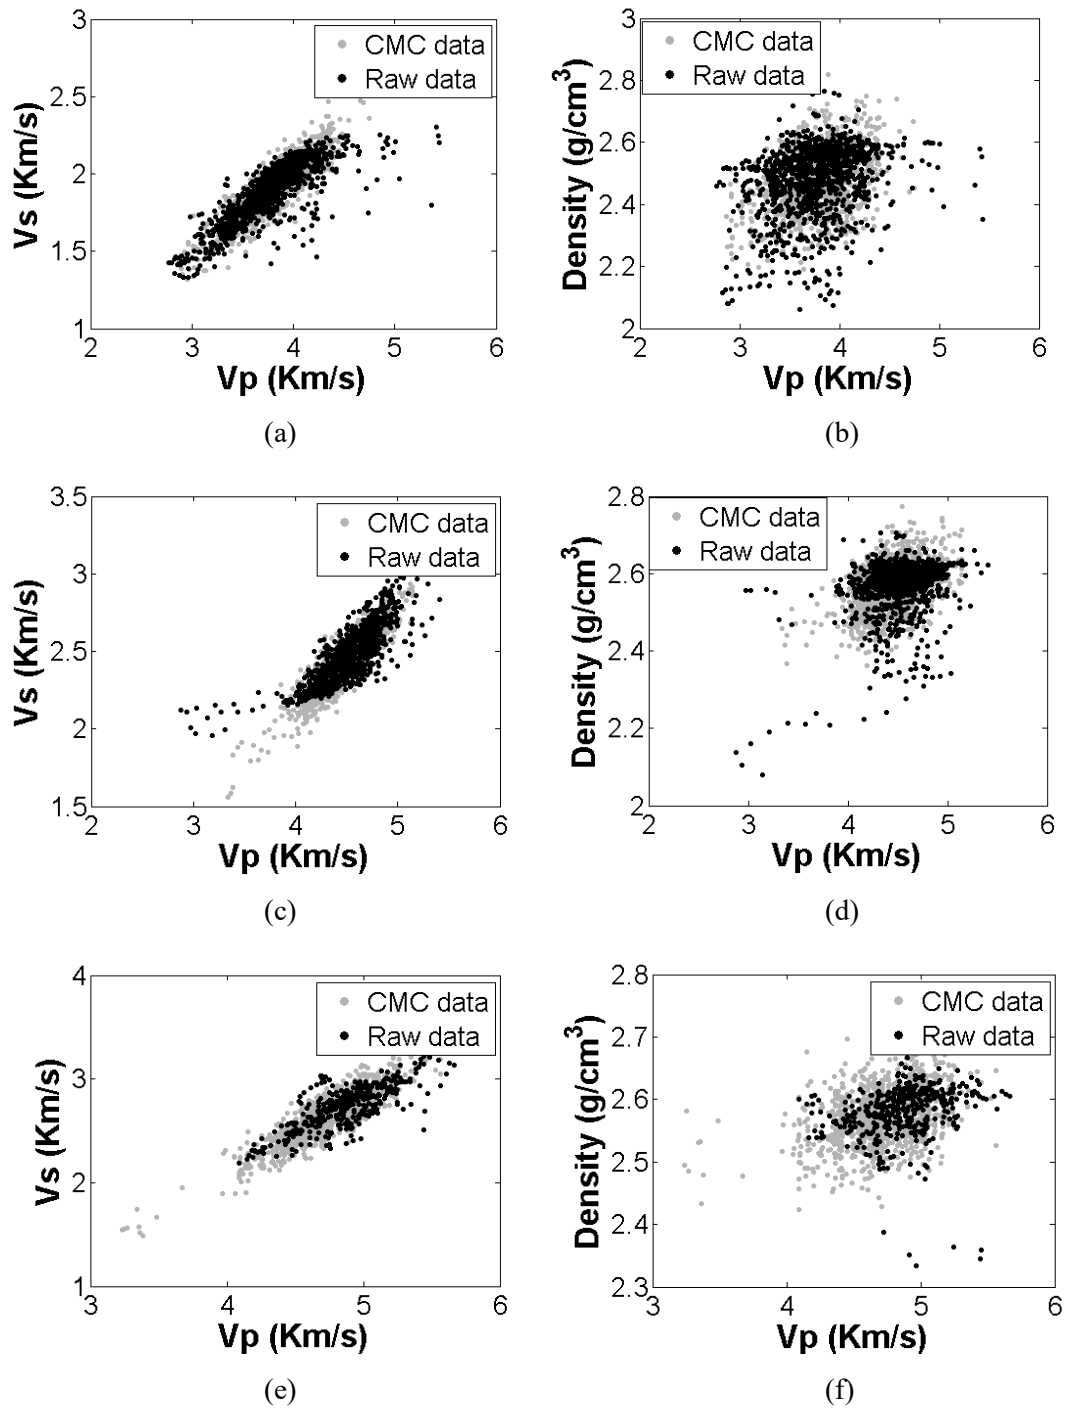 3
2.5
2
1.5
1
2 3 4 5 6
Vs (Km/s)
Vp (Km/s)
CMC data
Raw data
(a)
3
2.8
2.6
2.4
2.2
2
2 3 4 5 6
Density (g/cm³)
Vp (Km/s)
CMC data
Raw data
(b)
3.5
3
2.5
2
1.5
2 3 4 5 6
Vs (Km/s)
Vp (Km/s)
CMC data
Raw data
(c)
2.8
2.6
2.4
2.2
2
2 3 4 5 6
Density (g/cm³)
Vp (Km/s)
CMC data
Raw data
(d)
4
3
2
1
3 4 5 6
Vs (Km/s)
Vp (Km/s)
CMC data
Raw data
(e)
2.8
2.7
2.6
2.5
2.4
2.3
3 4 5 6
Density (g/cm³)
Vp (Km/s)
CMC data
Raw data
(f)